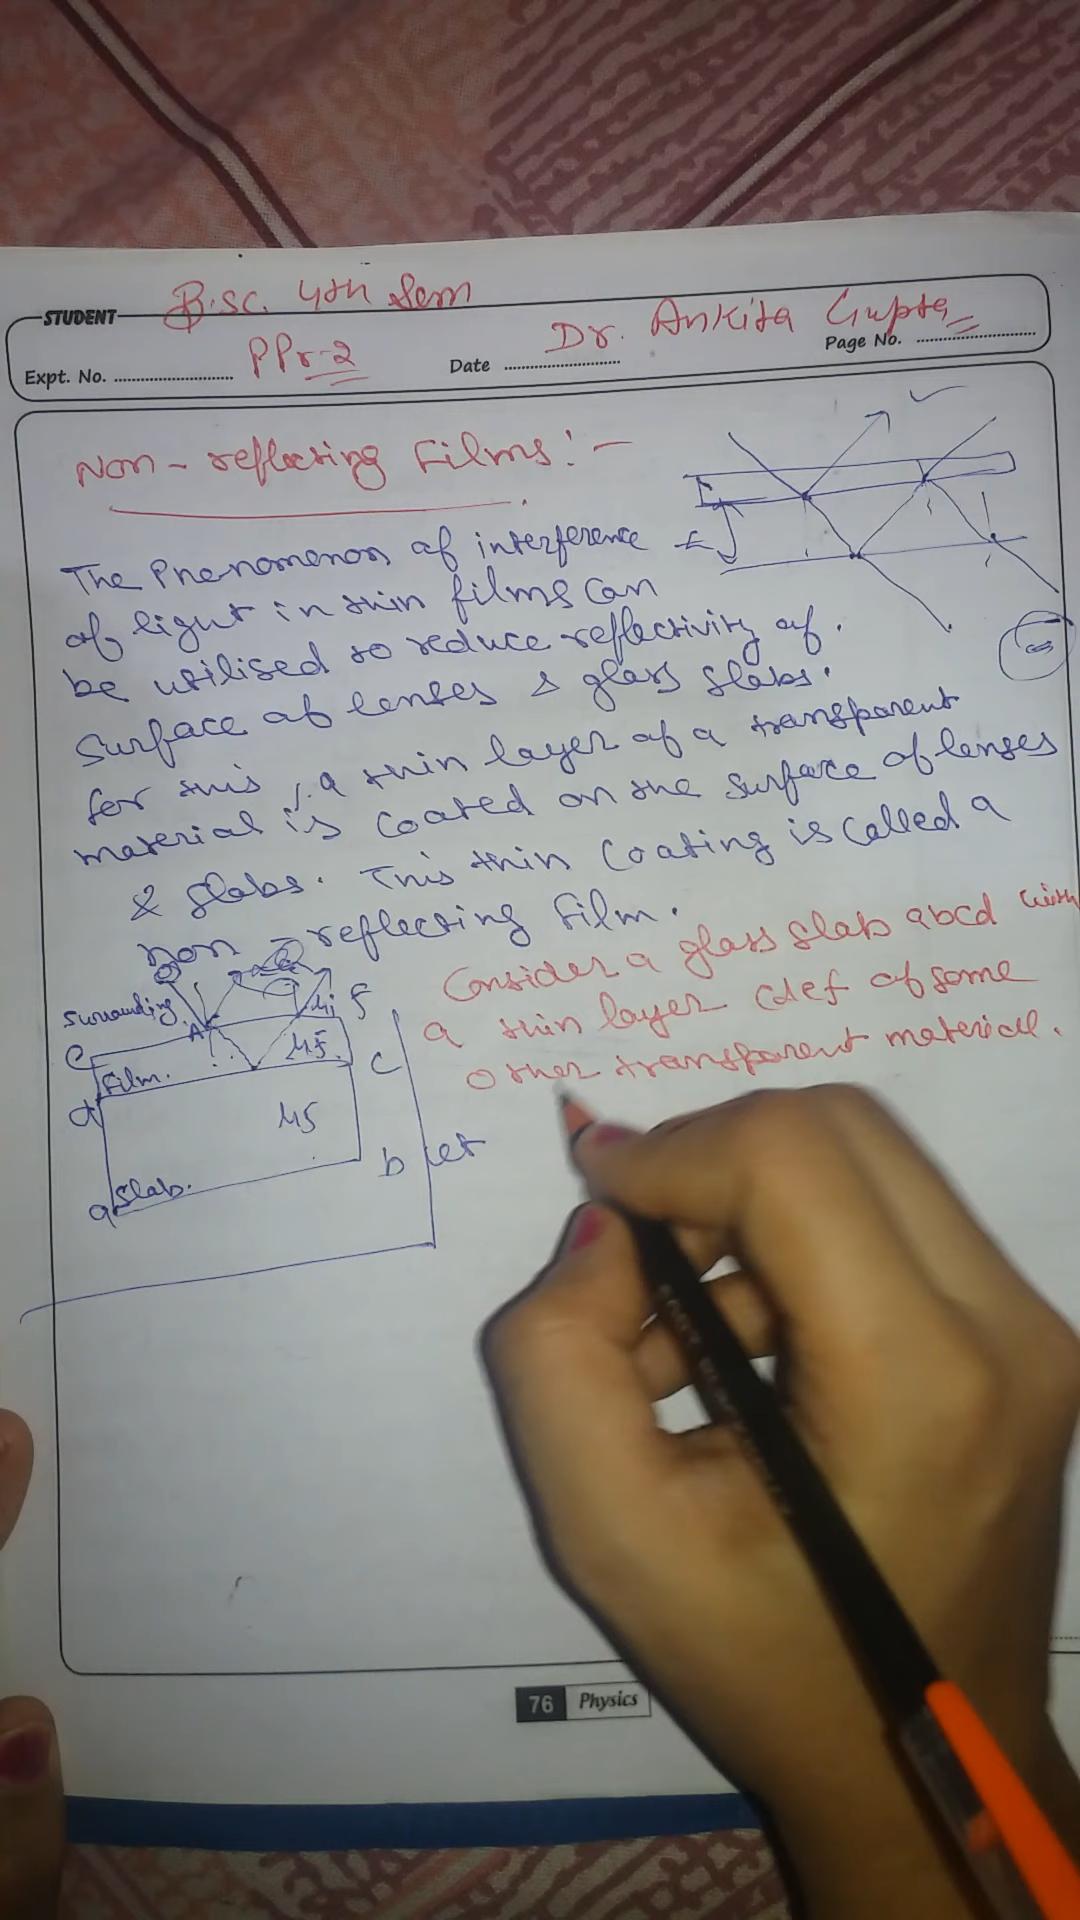 B.sc. 4th Sem
STUDENT
PPr-2
Dr. Ankita Gupta
Expt. No.
Date
Page No.
Non-reflecting Films:-
The Phenomenon of interference
of light in thin films can
be utilised to reduce reflectivity of
surface of lenses & glass slabs.
for this, a thin layer of a transparent
material is coated on the surface of lenses
& slabs. This thin coating is called a
non-reflecting film.
t
Consider a glass slab abcd with
a thin layer cdef of some
other transparent material.
Surrounding
A
μi
f
e
film.
μf
c
d
μs
Let
b
slab.
a
76 Physics